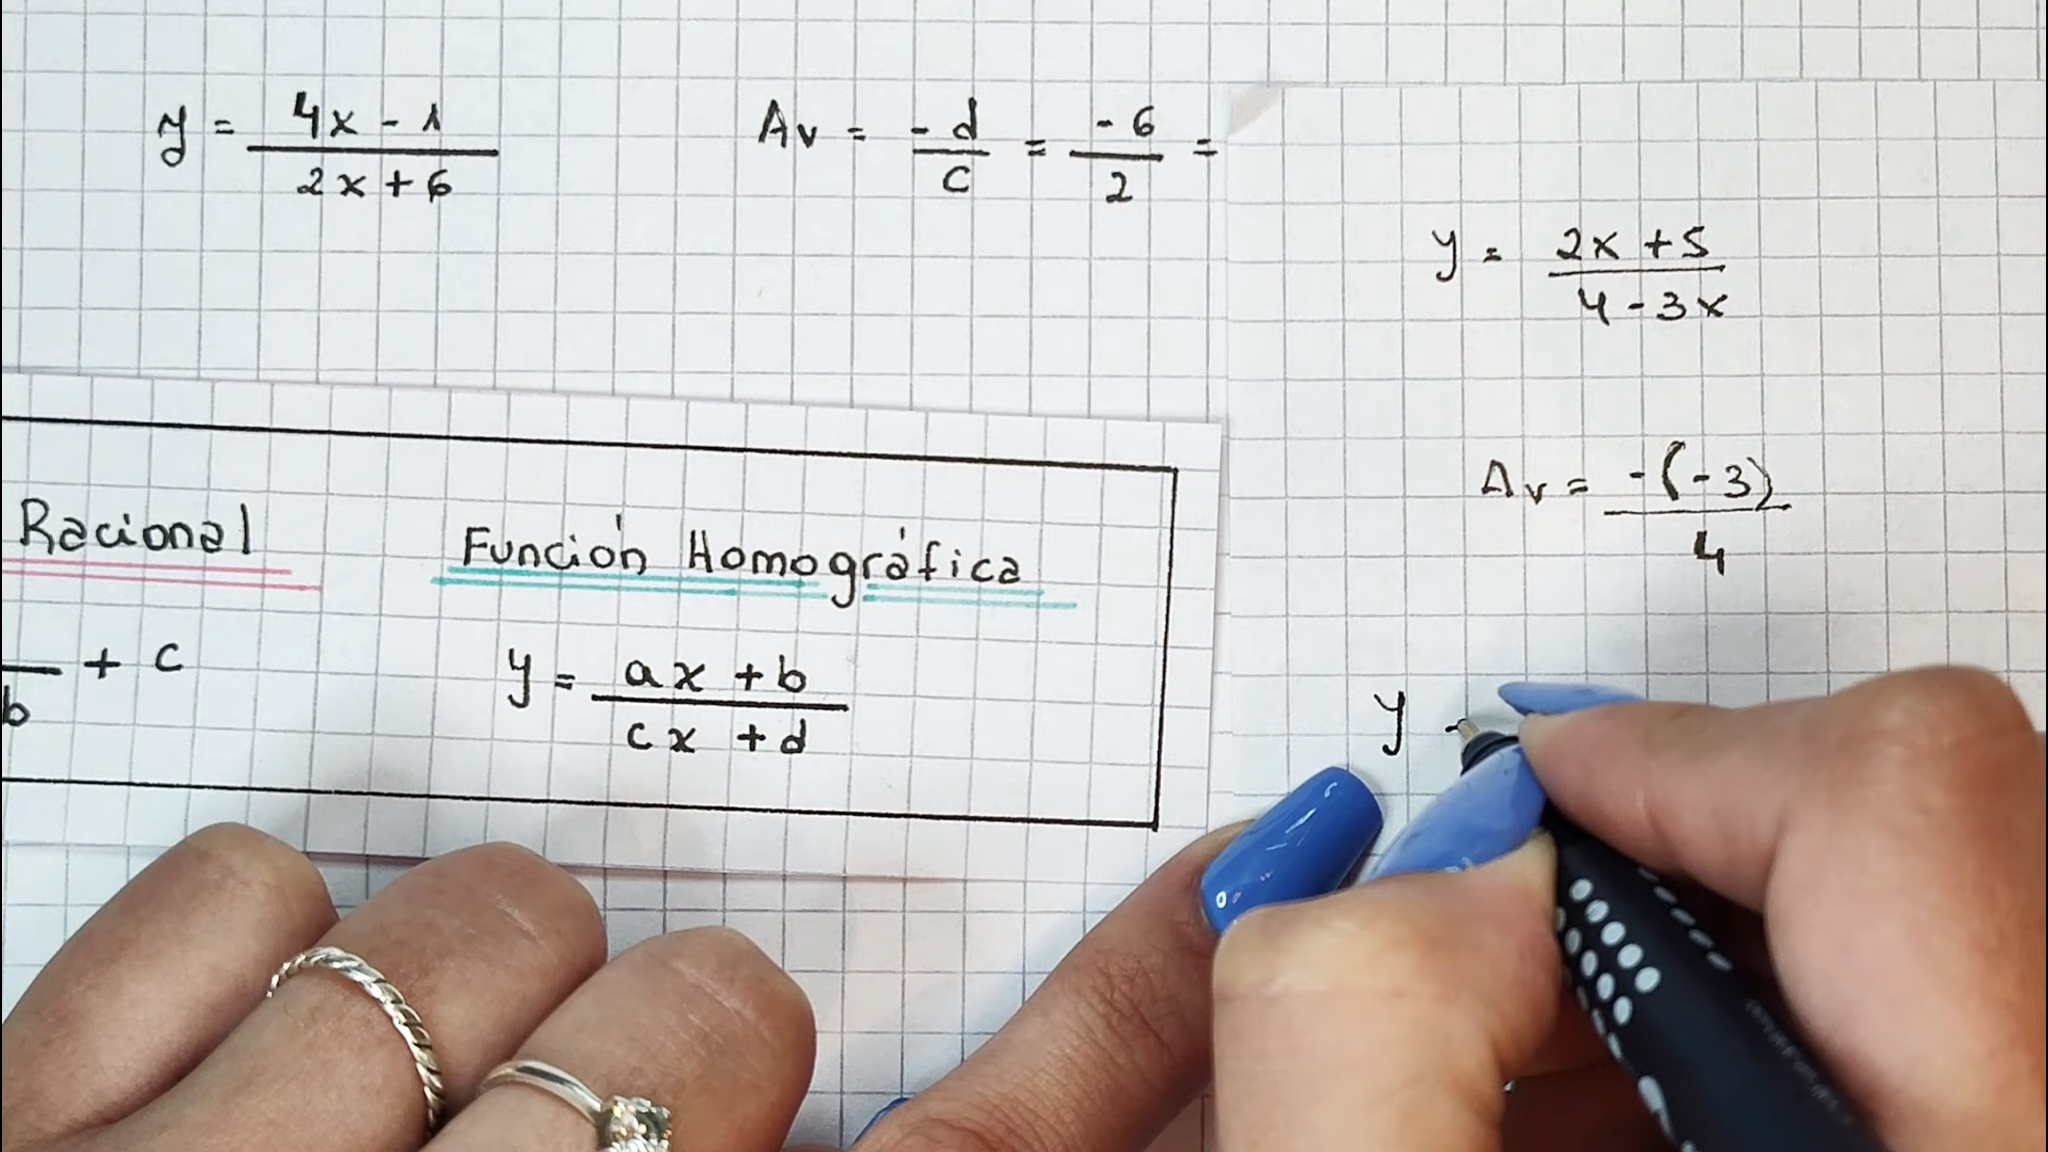 y = 4x - 1 / 2x + 6
Av = -d / c = -6 / 2 =
y = 2x + 5 / 4 - 3x
Av = -(-3) / 4
Racional
+ c
b
Función Homográfica
y = ax + b / cx + d
y